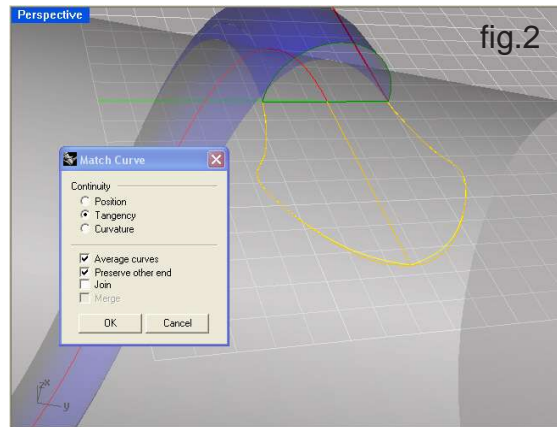 Perspective
fig.2
Match Curve
Continuity
Position
Tangency
Curvature
Average curves
Preserve other end
Join
Merge
OK Cancel
y